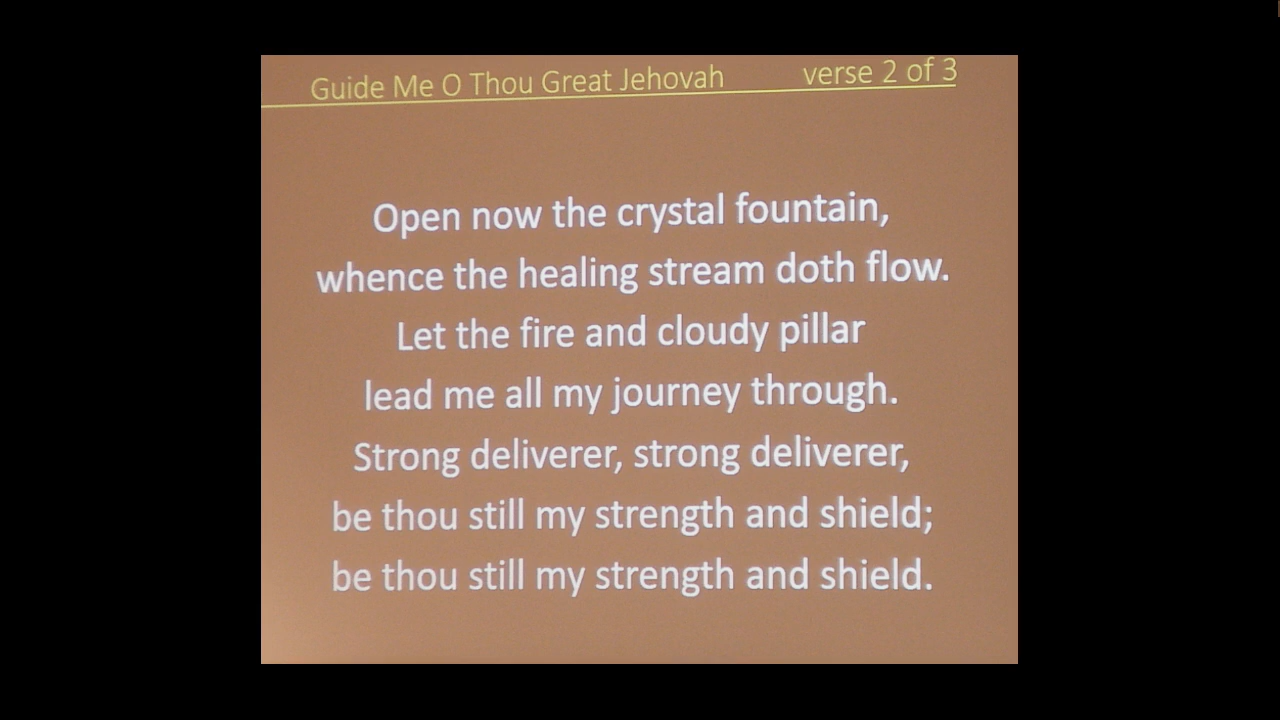 Guide Me O Thou Great Jehovah verse 2 of 3
Open now the crystal fountain,
whence the healing stream doth flow.
Let the fire and cloudy pillar
lead me all my journey through.
Strong deliverer, strong deliverer,
be thou still my strength and shield;
be thou still my strength and shield.